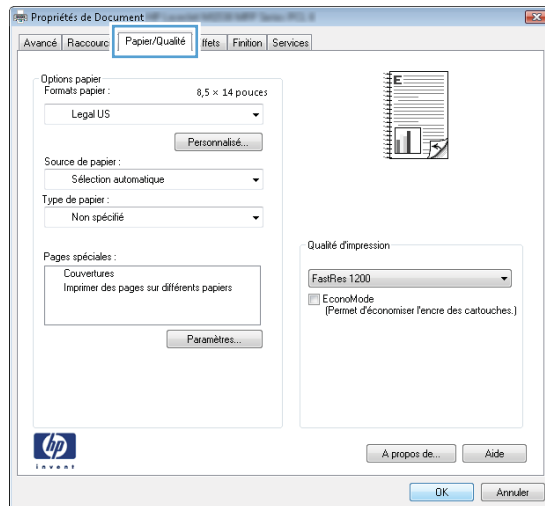 Propriétés de Document
Avancé Raccourc Papier/Qualité ffets Finition Services
Options papier
Formats papier : 8,5 × 14 pouces
Legal US
Personnalisé...
Source de papier :
Sélection automatique
Type de papier :
Non spécifié
Pages spéciales :
Couvertures
Imprimer des pages sur différents papiers
Paramètres...
E
Qualité d'impression
FastRes 1200
EconoMode
(Permet d'économiser l'encre des cartouches.)
hp
invent
A propos de... Aide
OK Annuler